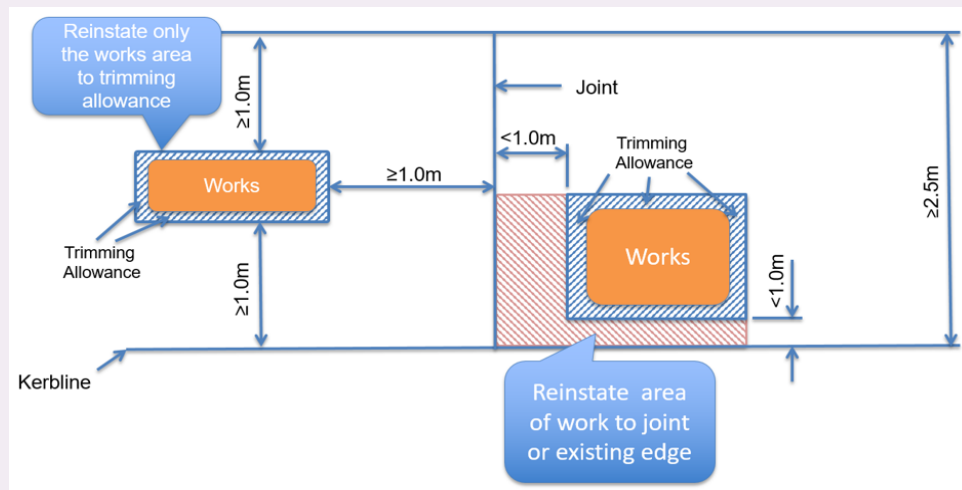 Reinstate only
the works area
to trimming
allowance
≥1.0m
Joint
<1.0m
Trimming
Allowance
≥1.0m
Works
Works
≥2.5m
Trimming
Allowance
≥1.0m
<1.0m
Kerbline
Reinstate area
of work to joint
or existing edge